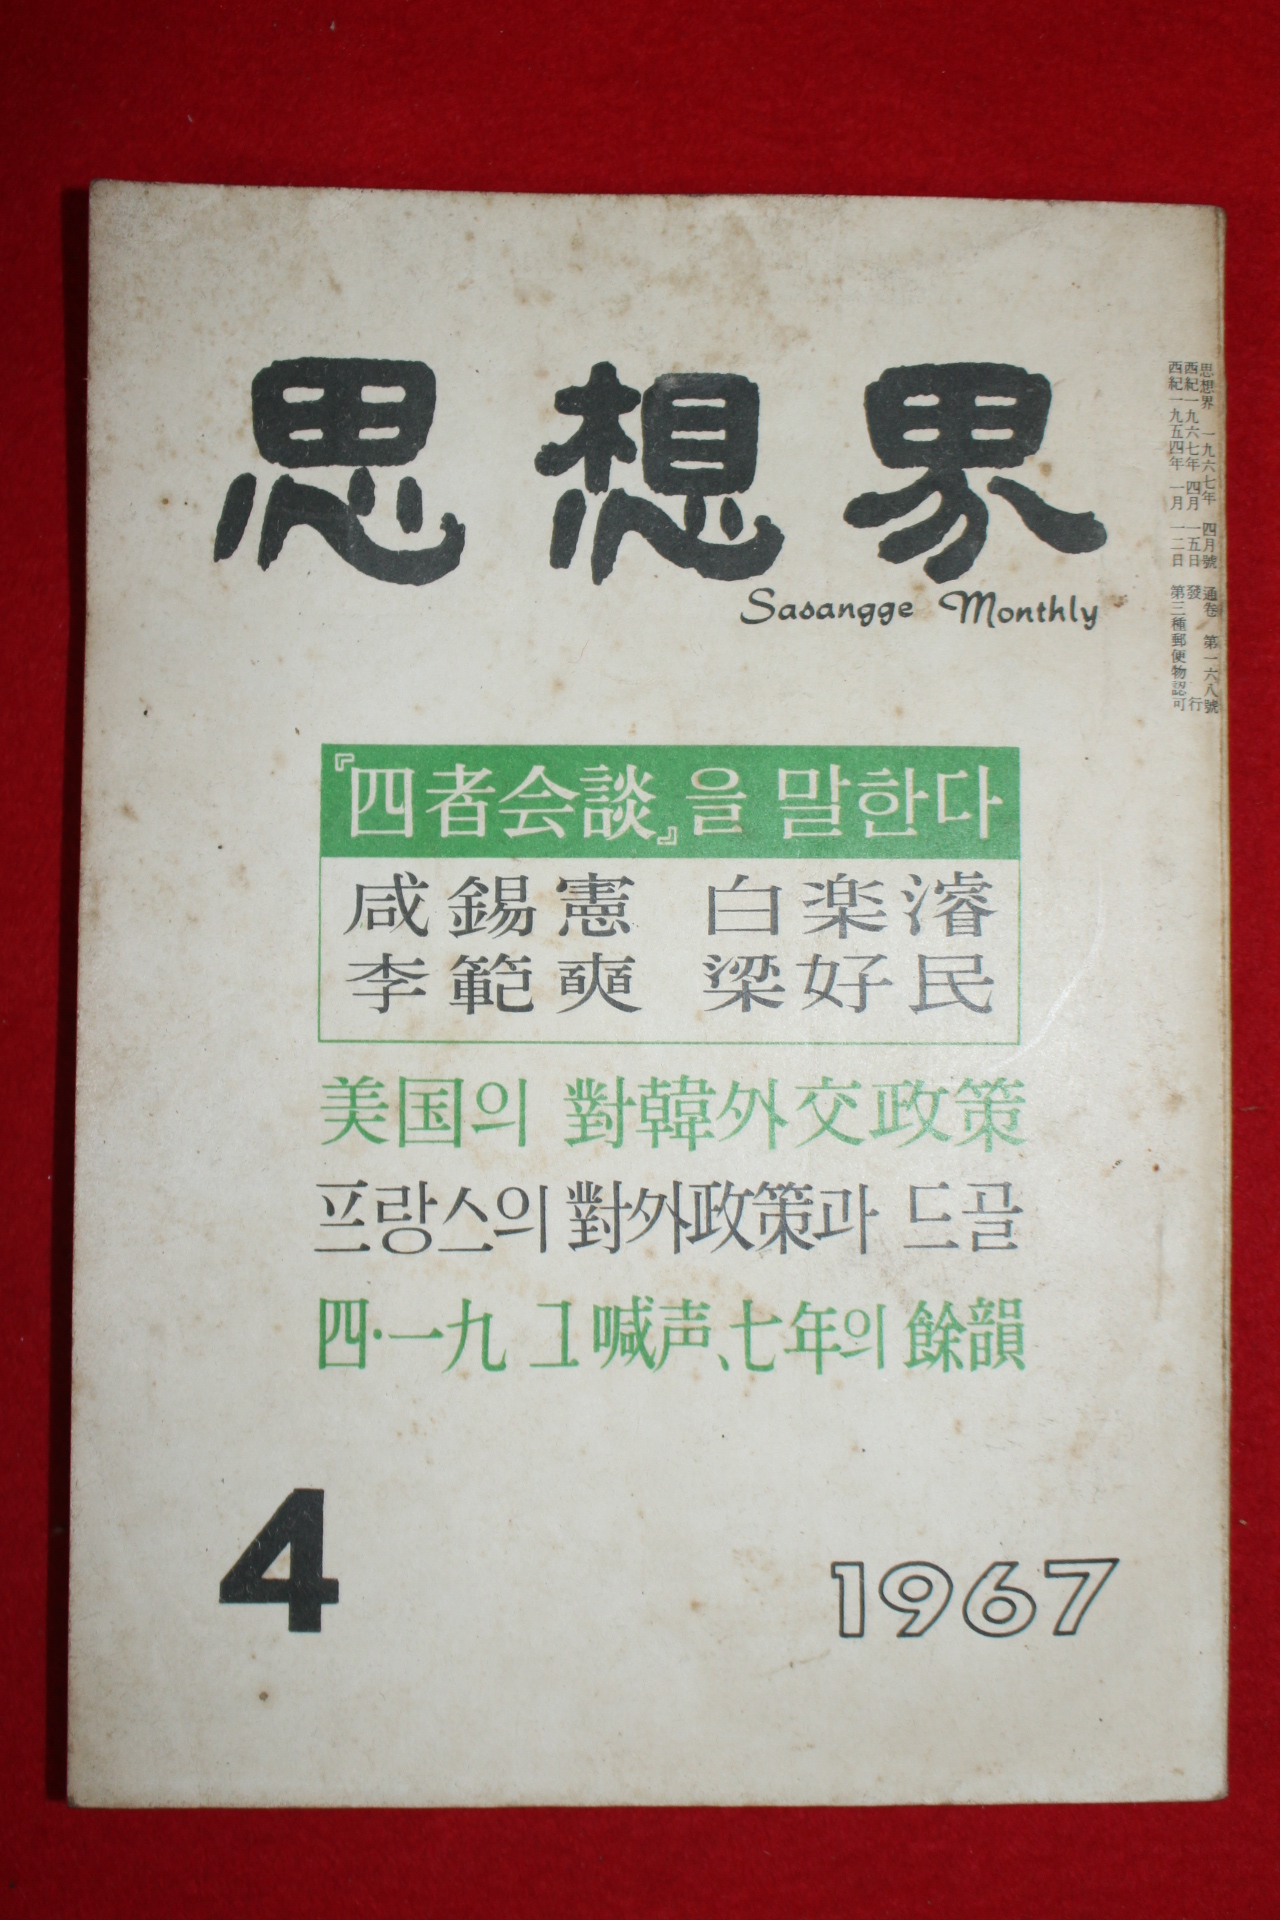 思想界
Sasangge Monthly
思想界 一九六七年 四月號 通卷 第一六八號
西紀一九六七年 四月 一五日 發行
西紀一九五四年 一月 一二日 第三種郵便物認可
『四者会談』을 말한다
咸錫憲 白楽濬
李範奭 梁好民
美国의 對韓外交政策
프랑스의 對外政策과 드골
四·一九 그 喊声、七年의 餘韻
4
1967